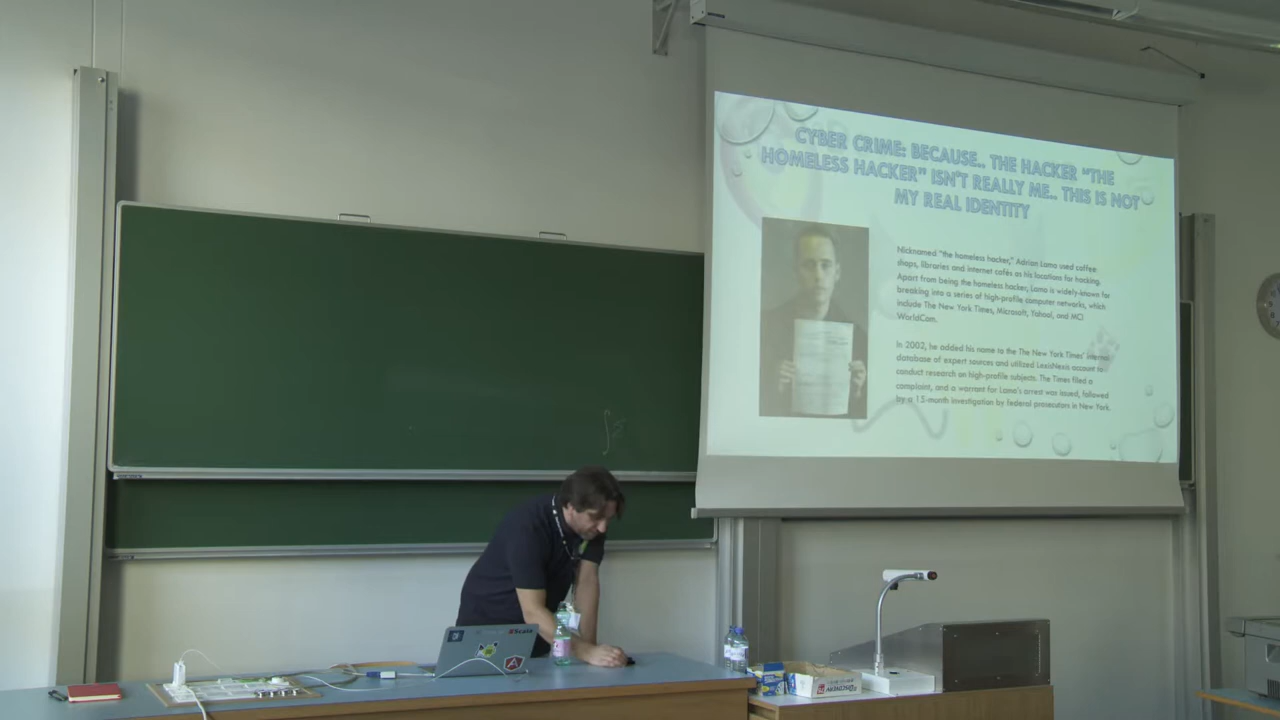 CYBER CRIME: BECAUSE.. THE HACKER "THE
HOMELESS HACKER" ISN'T REALLY ME.. THIS IS NOT
MY REAL IDENTITY
Nicknamed "the homeless hacker," Adrian Lamo used coffee
shops, libraries and internet cafés as his locations for hacking.
Apart from being the homeless hacker, Lamo is widely-known for
breaking into a series of high-profile computer networks, which
include The New York Times, Microsoft, Yahoo!, and MCI
WorldCom.
In 2002, he added his name to the The New York Times' internal
database of expert sources and utilized LexisNexis account to
conduct research on high-profile subjects. The Times filed a
complaint, and a warrant for Lamo's arrest was issued, followed
by a 15-month investigation by federal prosecutors in New York.
Scala